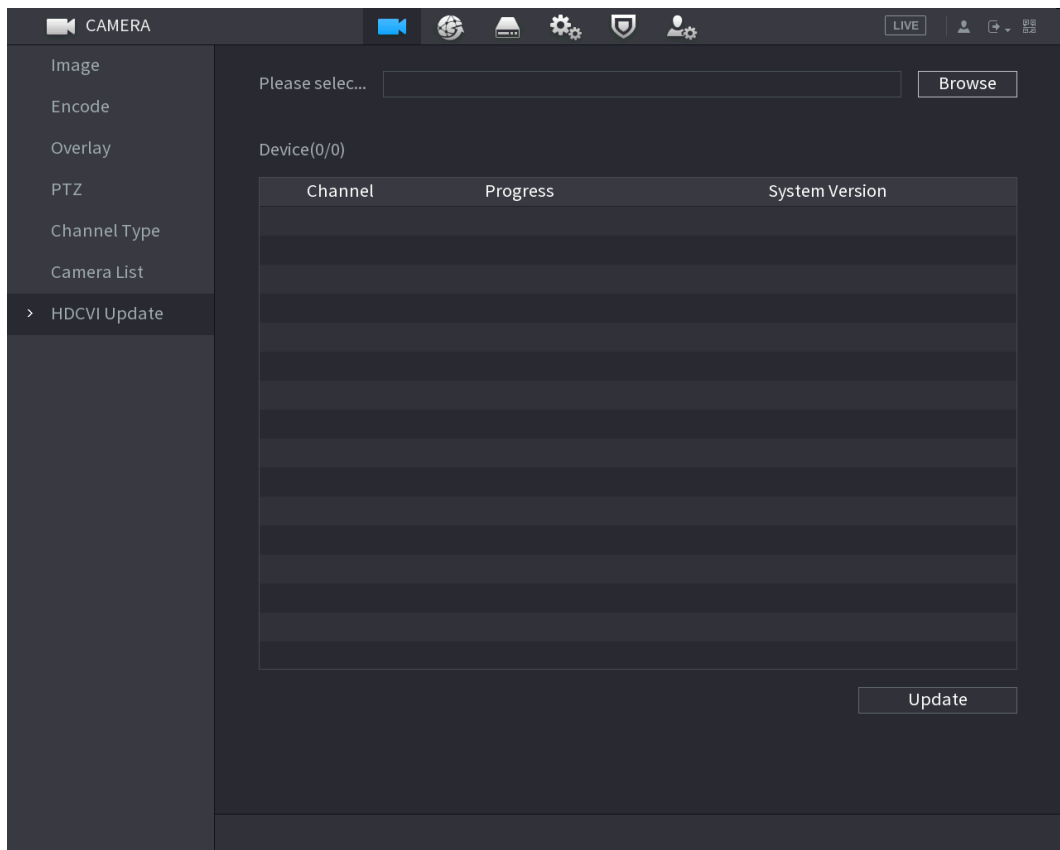 CAMERA
LIVE
Image
Encode
Overlay
PTZ
Channel Type
Camera List
HDCVI Update
Please selec...
Browse
Device(0/0)
Channel Progress System Version
Update